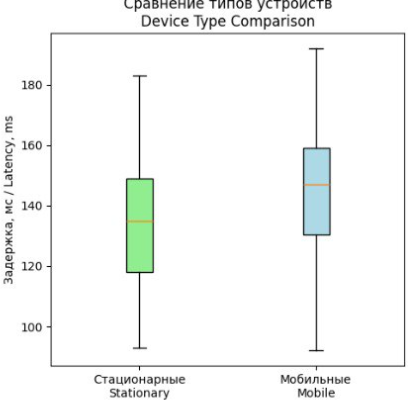 Сравнение типов устройств
Device Type Comparison
Задержка, мс / Latency, ms
180
160
140
120
100
Стационарные
Stationary
Мобильные
Mobile